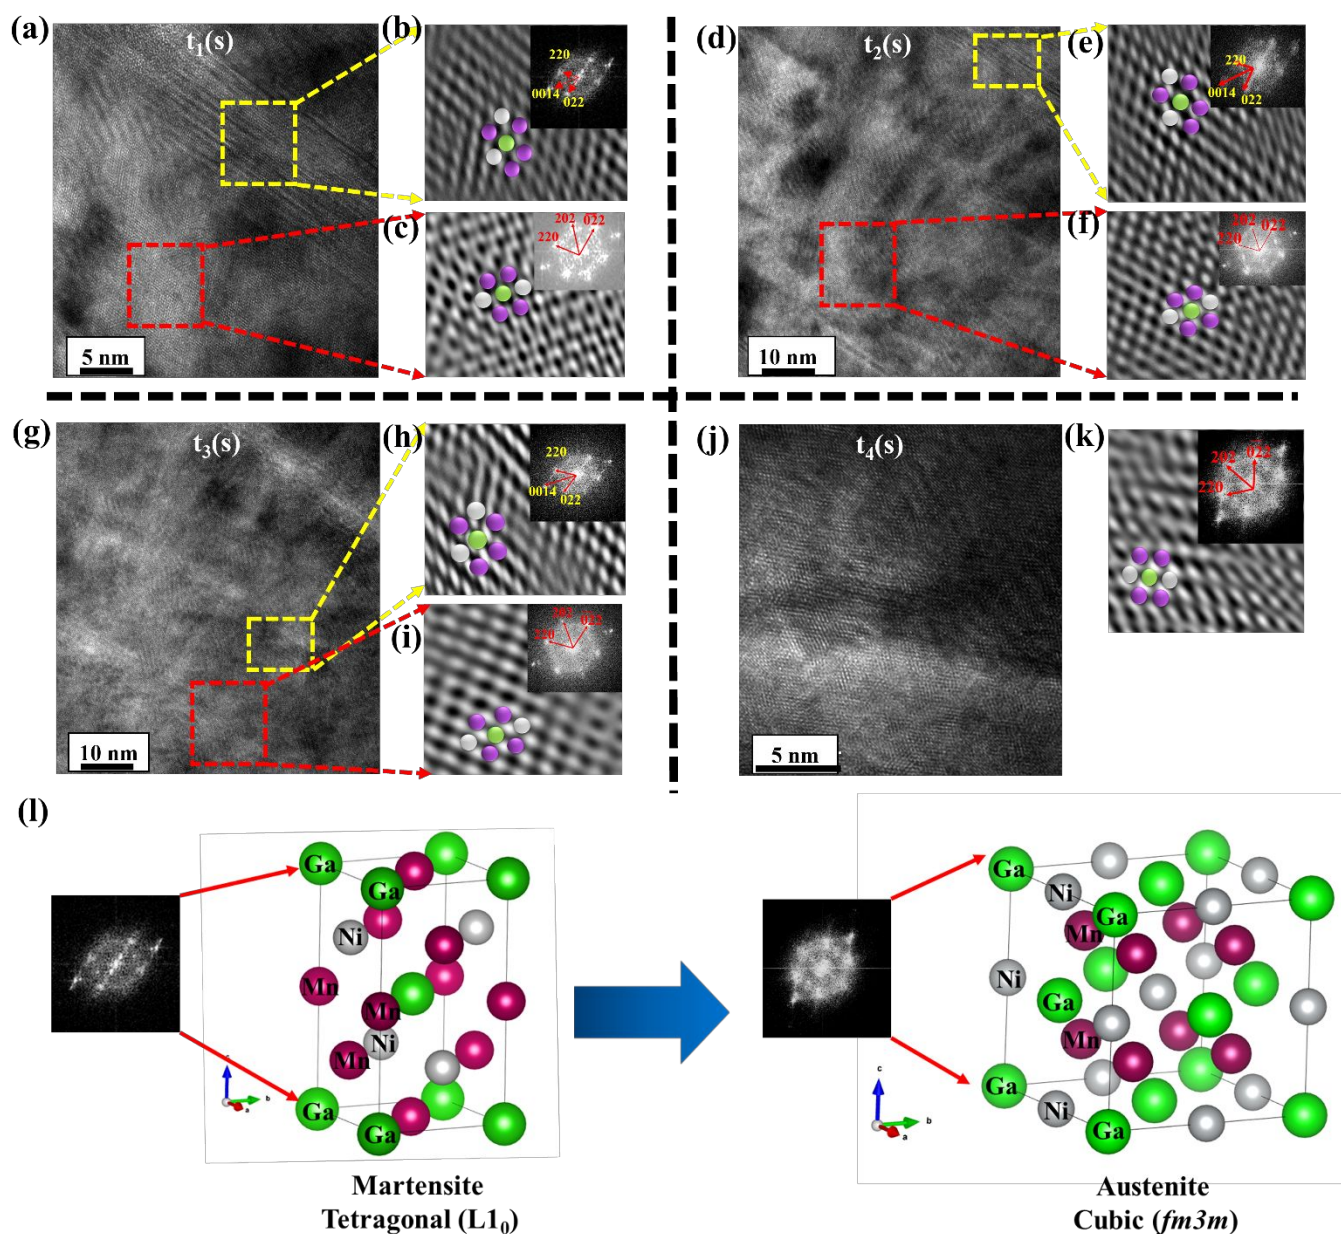 (a)
t₁(s)
5 nm
(b)
220
0014
022
(c)
202
022
220
(d)
t₂(s)
10 nm
(e)
220
0014
022
(f)
202
022
220
(g)
t₃(s)
10 nm
(h)
220
0014
022
(i)
202
022
220
(j)
t₄(s)
5 nm
(k)
202
022
220
(l)
Ga
Ga
Ni
Mn
Mn
Ni
Mn
Ga
Ga
a
b
Martensite
Tetragonal (L1₀)
Ga
Ni
Ga
Mn
Ni
Ga
Mn
Ga
Ni
Ga
c
b
a
Austenite
Cubic (fm3m)